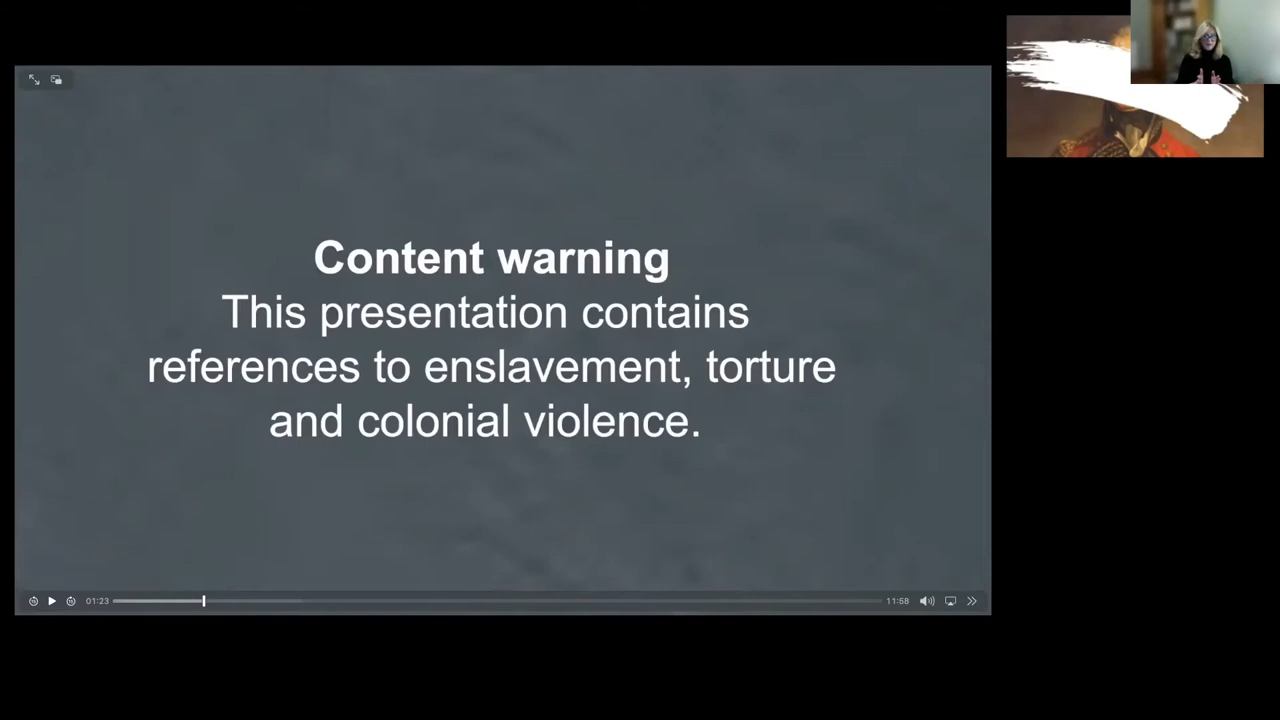 Content warning
This presentation contains
references to enslavement, torture
and colonial violence.
01:23
11:58